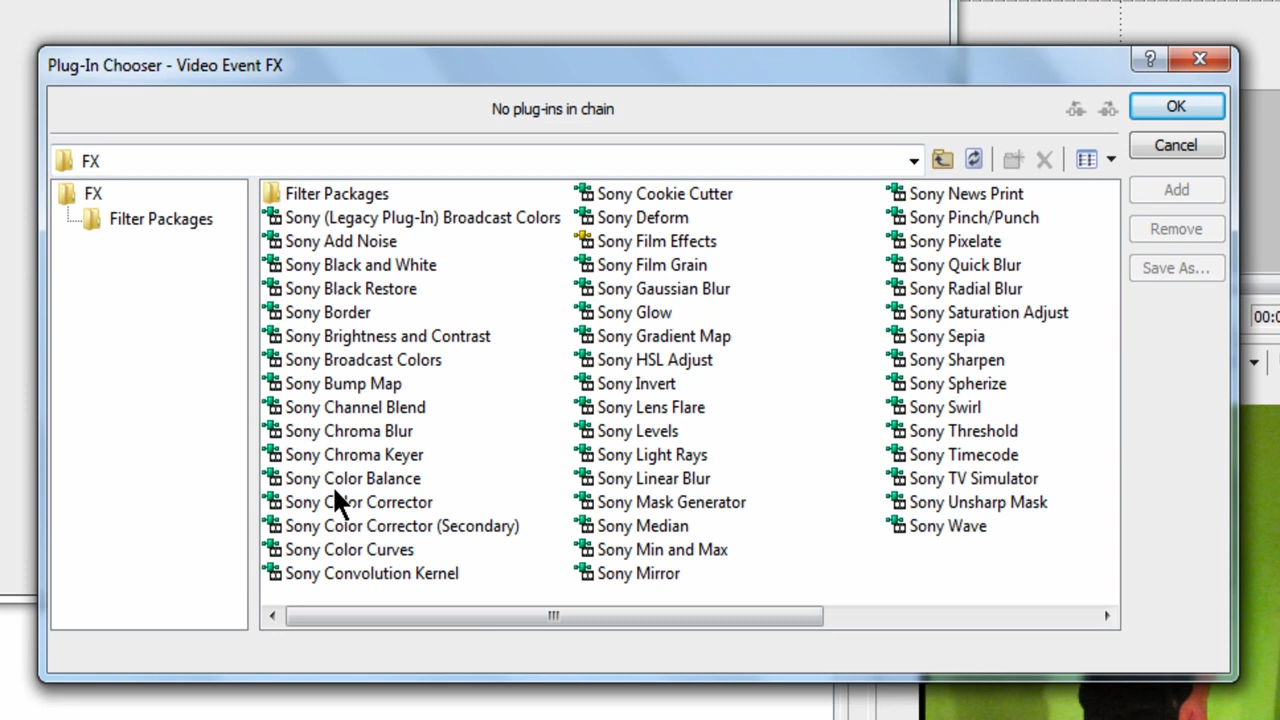 Plug-In Chooser - Video Event FX
?
No plug-ins in chain
OK
FX
Cancel
FX
Filter Packages
Add
Remove
Save As...
Filter Packages
Sony (Legacy Plug-In) Broadcast Colors
Sony Add Noise
Sony Black and White
Sony Black Restore
Sony Border
Sony Brightness and Contrast
Sony Broadcast Colors
Sony Bump Map
Sony Channel Blend
Sony Chroma Blur
Sony Chroma Keyer
Sony Color Balance
Sony Color Corrector
Sony Color Corrector (Secondary)
Sony Color Curves
Sony Convolution Kernel
Sony Cookie Cutter
Sony Deform
Sony Film Effects
Sony Film Grain
Sony Gaussian Blur
Sony Glow
Sony Gradient Map
Sony HSL Adjust
Sony Invert
Sony Lens Flare
Sony Levels
Sony Light Rays
Sony Linear Blur
Sony Mask Generator
Sony Median
Sony Min and Max
Sony Mirror
Sony News Print
Sony Pinch/Punch
Sony Pixelate
Sony Quick Blur
Sony Radial Blur
Sony Saturation Adjust
Sony Sepia
Sony Sharpen
Sony Spherize
Sony Swirl
Sony Threshold
Sony Timecode
Sony TV Simulator
Sony Unsharp Mask
Sony Wave